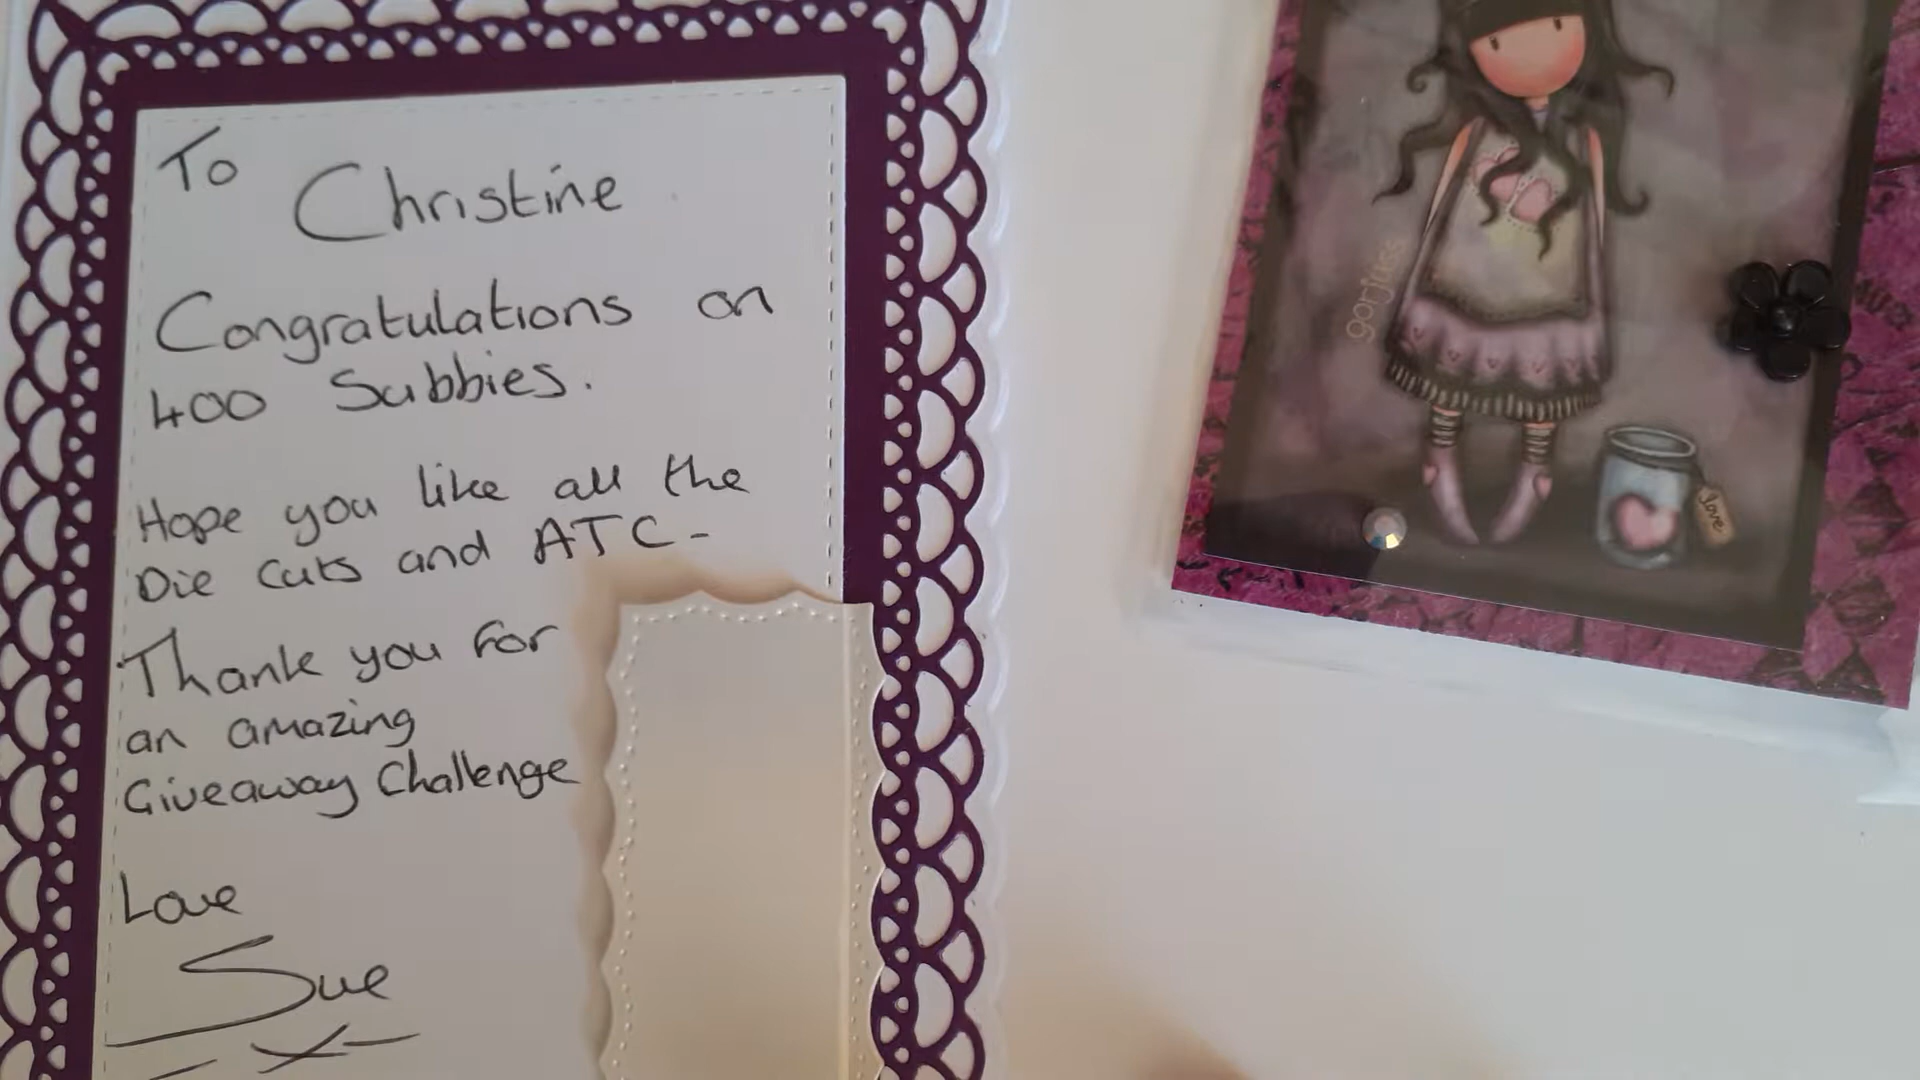 To
Christine
Congratulations on
400 Subbies.
Hope you like all the
Die cuts and ATC-
Thank you for
an amazing
Giveaway Challenge
Love
Sue
X
gorjuss
love